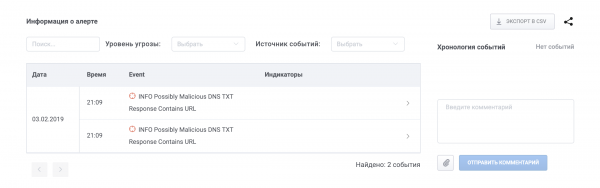 Информация о алерте
ЭКСПОРТ В CSV
Поиск...
Уровень угрозы:
Выбрать
Источник событий:
Выбрать
Хронология событий
Нет событий
Дата
Время
Event
Индикаторы
03.02.2019
21:09
INFO Possibly Malicious DNS TXT
Response Contains URL
21:09
INFO Possibly Malicious DNS TXT
Response Contains URL
Введите комментарий
Найдено: 2 события
ОТПРАВИТЬ КОММЕНТАРИЙ